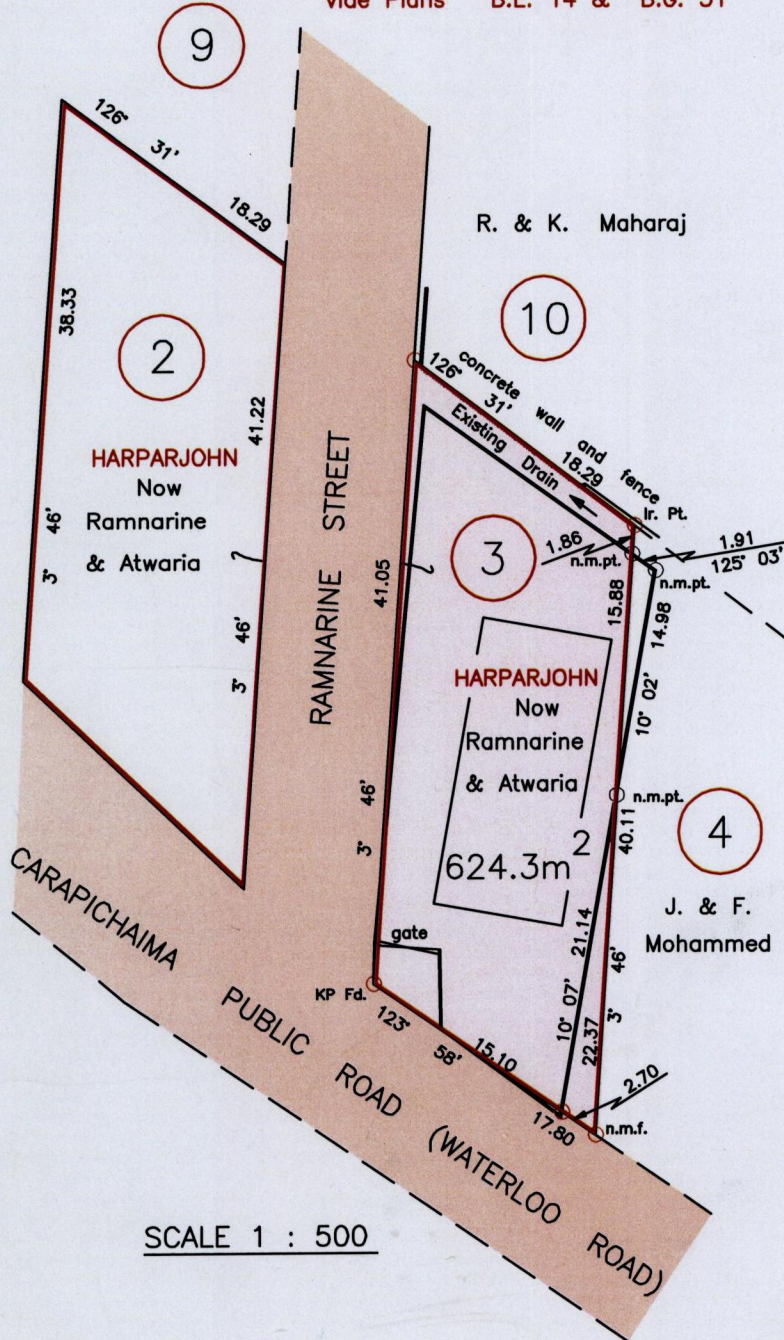 Vide Plans B.E. 14 & B.G. 51
9
126° 31' 18.29
38.33
2
HARPARJOHN
Now
Ramnarine
& Atwaria
41.22
3° 46'
3° 46'
RAMNARINE STREET
R. & K. Maharaj
10
126° 31' 18.29
concrete wall and fence
Existing Drain
Ir. Pt.
1.86
n.m.pt.
1.91
125° 03'
n.m.pt.
3
41.05
15.88
14.98
10° 02'
HARPARJOHN
Now
Ramnarine
& Atwaria
624.3m2
n.m.pt.
40.11
4
J. & F.
Mohammed
3° 46'
21.14
10° 07'
3° 46'
22.37
gate
KP Fd.
123° 58'
15.10
17.80
2.70
n.m.f.
CARAPICHAIMA PUBLIC ROAD (WATERLOO ROAD)
SCALE 1 : 500